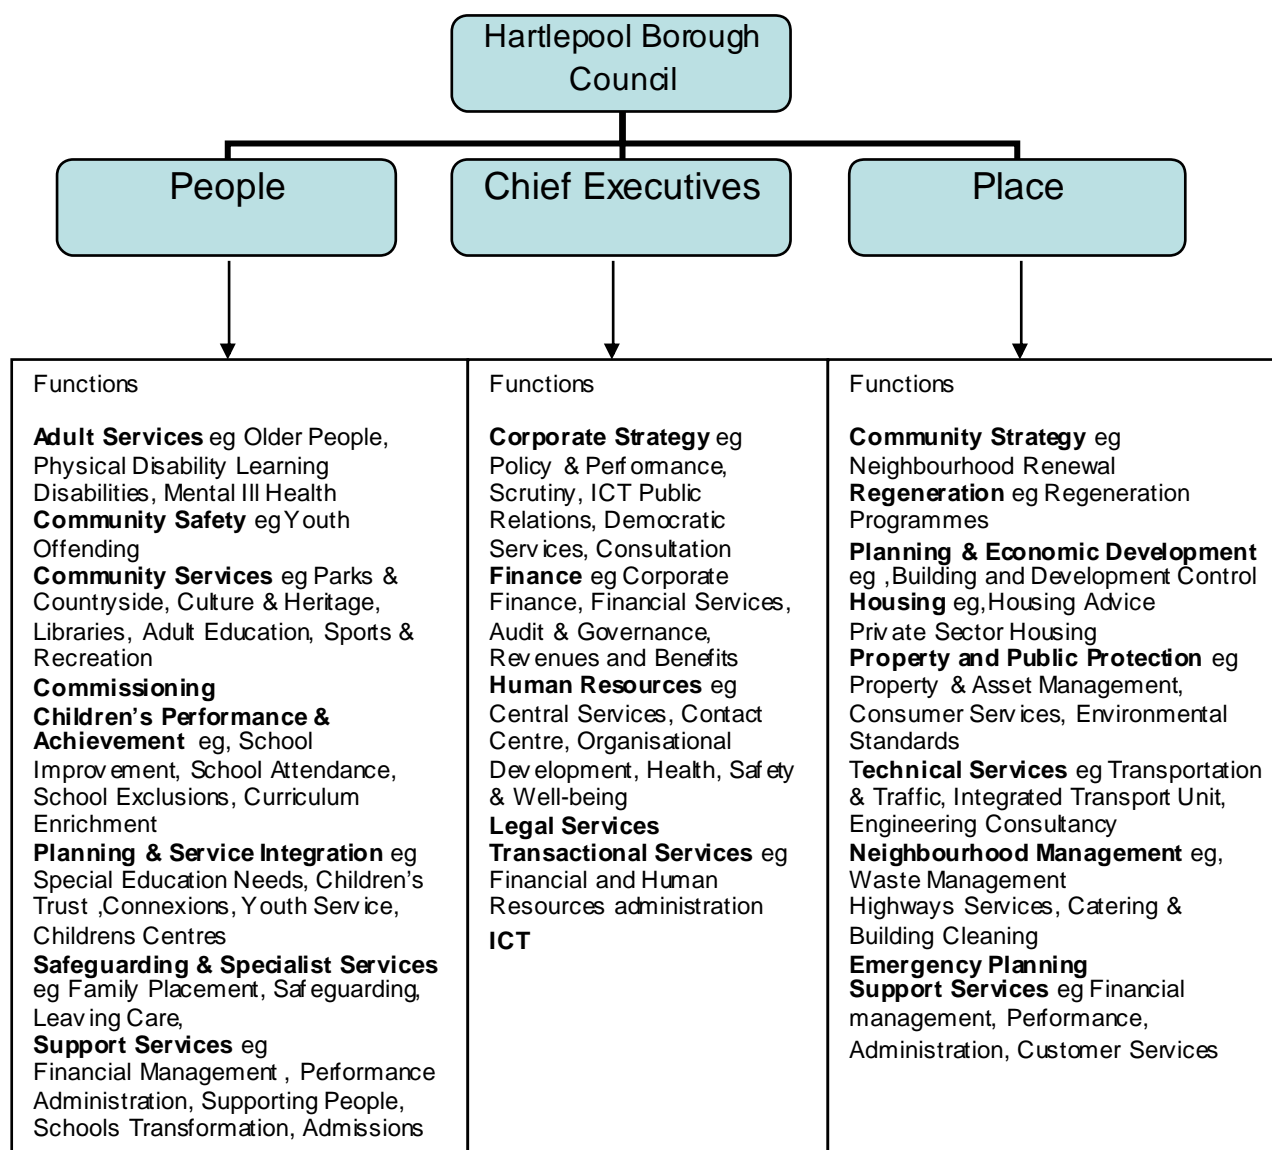 Hartlepool Borough
Council
People
Chief Executives
Place
Functions
Adult Services eg Older People,
Physical Disability Learning
Disabilities, Mental Ill Health
Community Safety eg Youth
Offending
Community Services eg Parks &
Countryside, Culture & Heritage,
Libraries, Adult Education, Sports &
Recreation
Commissioning
Children's Performance &
Achievement eg, School
Improvement, School Attendance,
School Exclusions, Curriculum
Enrichment
Planning & Service Integration eg
Special Education Needs, Children's
Trust ,Connexions, Youth Service,
Childrens Centres
Safeguarding & Specialist Services
eg Family Placement, Safeguarding,
Leaving Care,
Support Services eg
Financial Management , Performance
Administration, Supporting People,
Schools Transformation, Admissions
Functions
Corporate Strategy eg
Policy & Performance,
Scrutiny, ICT Public
Relations, Democratic
Services, Consultation
Finance eg Corporate
Finance, Financial Services,
Audit & Governance,
Revenues and Benefits
Human Resources eg
Central Services, Contact
Centre, Organisational
Development, Health, Safety
& Well-being
Legal Services
Transactional Services eg
Financial and Human
Resources administration
ICT
Functions
Community Strategy eg
Neighbourhood Renewal
Regeneration eg Regeneration
Programmes
Planning & Economic Development
eg ,Building and Development Control
Housing eg,Housing Advice
Private Sector Housing
Property and Public Protection eg
Property & Asset Management,
Consumer Services, Environmental
Standards
Technical Services eg Transportation
& Traffic, Integrated Transport Unit,
Engineering Consultancy
Neighbourhood Management eg,
Waste Management
Highways Services, Catering &
Building Cleaning
Emergency Planning
Support Services eg Financial
management, Performance,
Administration, Customer Services